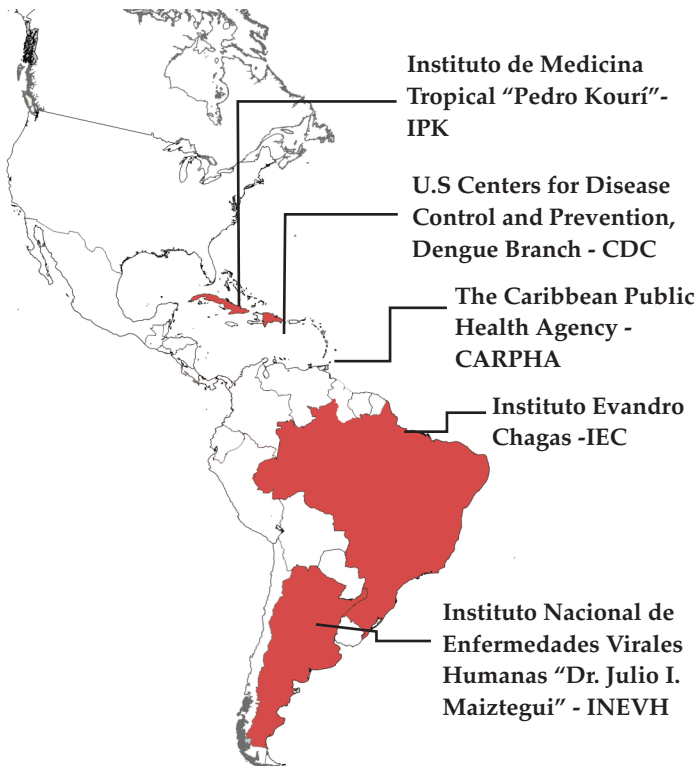 Instituto de Medicina
Tropical “Pedro Kourí”-
IPK
U.S Centers for Disease
Control and Prevention,
Dengue Branch - CDC
The Caribbean Public
Health Agency -
CARPHA
Instituto Evandro
Chagas -IEC
Instituto Nacional de
Enfermedades Virales
Humanas “Dr. Julio I.
Maiztegui” - INEVH